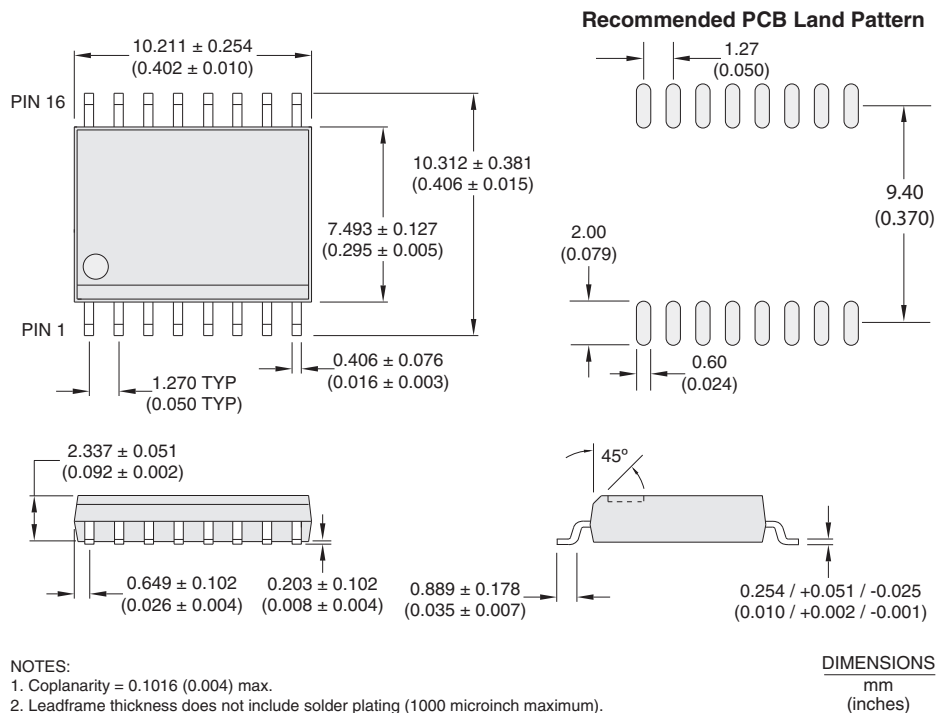 Recommended PCB Land Pattern
10.211 ± 0.254
(0.402 ± 0.010)
1.27
(0.050)
PIN 16
10.312 ± 0.381
(0.406 ± 0.015)
7.493 ± 0.127
(0.295 ± 0.005)
9.40
(0.370)
2.00
(0.079)
PIN 1
0.406 ± 0.076
(0.016 ± 0.003)
1.270 TYP
(0.050 TYP)
0.60
(0.024)
2.337 ± 0.051
(0.092 ± 0.002)
45º
0.649 ± 0.102
(0.026 ± 0.004)
0.203 ± 0.102
(0.008 ± 0.004)
0.889 ± 0.178
(0.035 ± 0.007)
0.254 / +0.051 / -0.025
(0.010 / +0.002 / -0.001)
NOTES:
1. Coplanarity = 0.1016 (0.004) max.
2. Leadframe thickness does not include solder plating (1000 microinch maximum).
DIMENSIONS
mm
(inches)